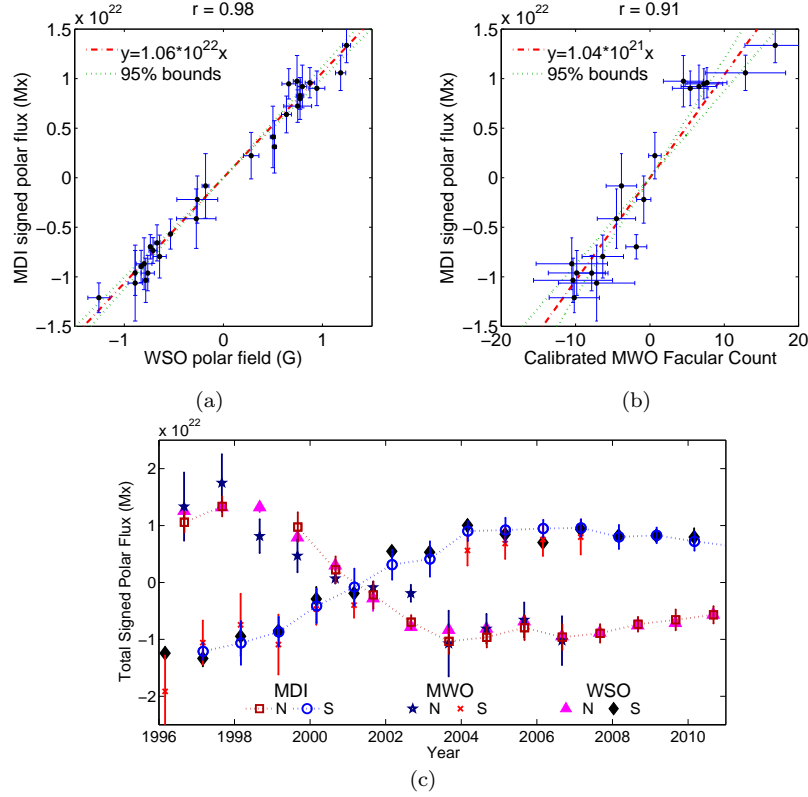 x 10^22
r = 0.98
y=1.06*10^22x
95% bounds
MDI signed polar flux (Mx)
1.5
1
0.5
0
−0.5
−1
−1.5
−1 0 1
WSO polar field (G)
(a)
x 10^22
r = 0.91
y=1.04*10^21x
95% bounds
MDI signed polar flux (Mx)
1.5
1
0.5
0
−0.5
−1
−1.5
−20 −10 0 10 20
Calibrated MWO Facular Count
(b)
x 10^22
Total Signed Polar Flux (Mx)
2
1
0
−1
−2
MDI MWO WSO
N S N S N S
1996 1998 2000 2002 2004 2006 2008 2010
Year
(c)